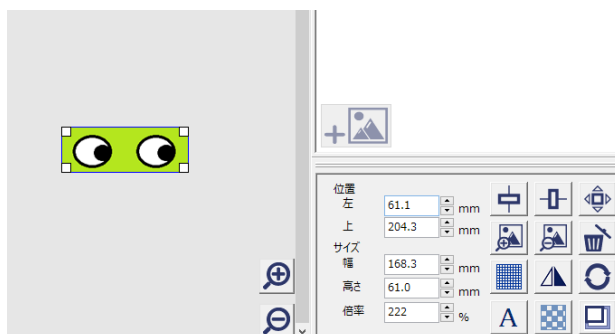 位置
左 61.1 mm
上 204.3 mm
サイズ
幅 168.3 mm
高さ 61.0 mm
倍率 222 %
A